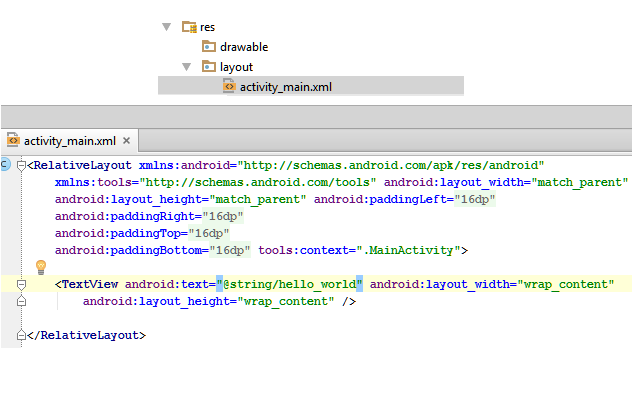 res
drawable
layout
activity_main.xml
activity_main.xml ×
C
<RelativeLayout xmlns:android="http://schemas.android.com/apk/res/android"
xmlns:tools="http://schemas.android.com/tools" android:layout_width="match_parent"
android:layout_height="match_parent" android:paddingLeft="16dp"
android:paddingRight="16dp"
android:paddingTop="16dp"
android:paddingBottom="16dp" tools:context=".MainActivity">
<TextView android:text="@string/hello_world" android:layout_width="wrap_content"
android:layout_height="wrap_content" />
</RelativeLayout>